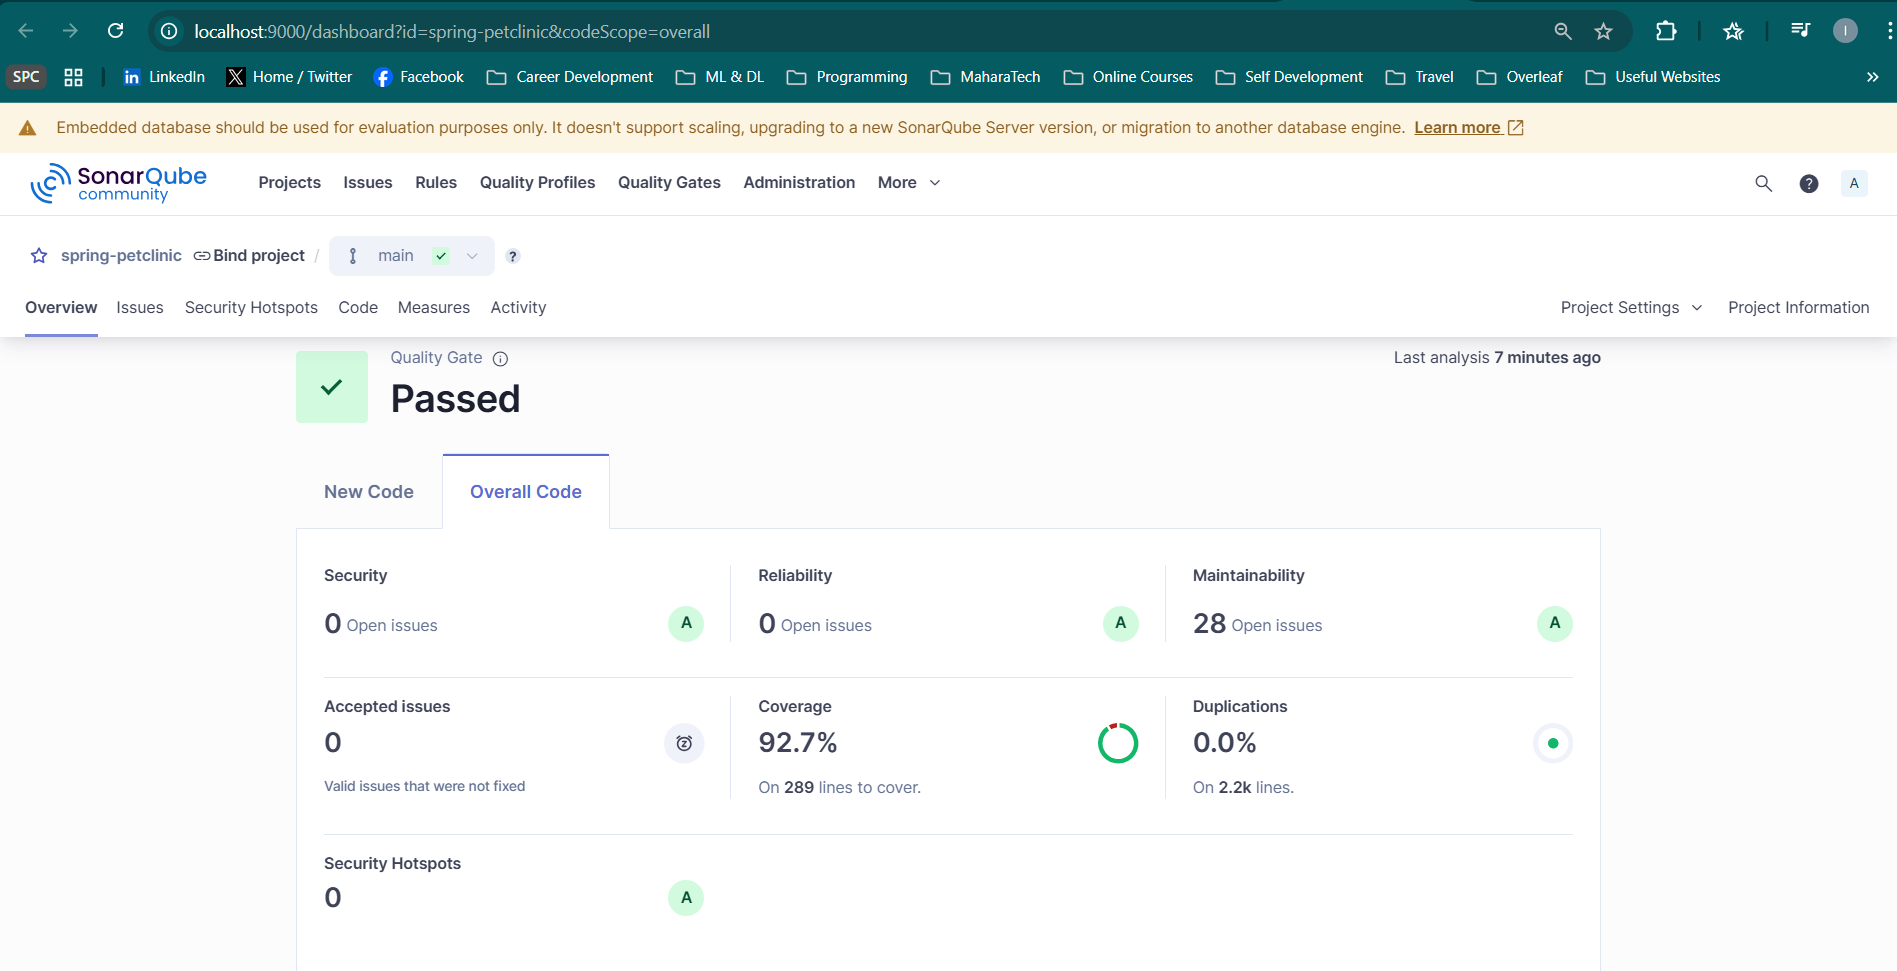 localhost:9000/dashboard?id=spring-petclinic&codeScope=overall
I
SPC
LinkedIn
Home / Twitter
Facebook
Career Development
ML & DL
Programming
MaharaTech
Online Courses
Self Development
Travel
Overleaf
Useful Websites
Embedded database should be used for evaluation purposes only. It doesn't support scaling, upgrading to a new SonarQube Server version, or migration to another database engine. Learn more
SonarQube
community
Projects Issues Rules Quality Profiles Quality Gates Administration More
A
spring-petclinic Bind project / main
Overview Issues Security Hotspots Code Measures Activity
Project Settings Project Information
Quality Gate
Passed
Last analysis 7 minutes ago
New Code
Overall Code
Security
0 Open issues
A
Reliability
0 Open issues
A
Maintainability
28 Open issues
A
Accepted issues
0
Valid issues that were not fixed
Coverage
92.7%
On 289 lines to cover.
Duplications
0.0%
On 2.2k lines.
Security Hotspots
0
A